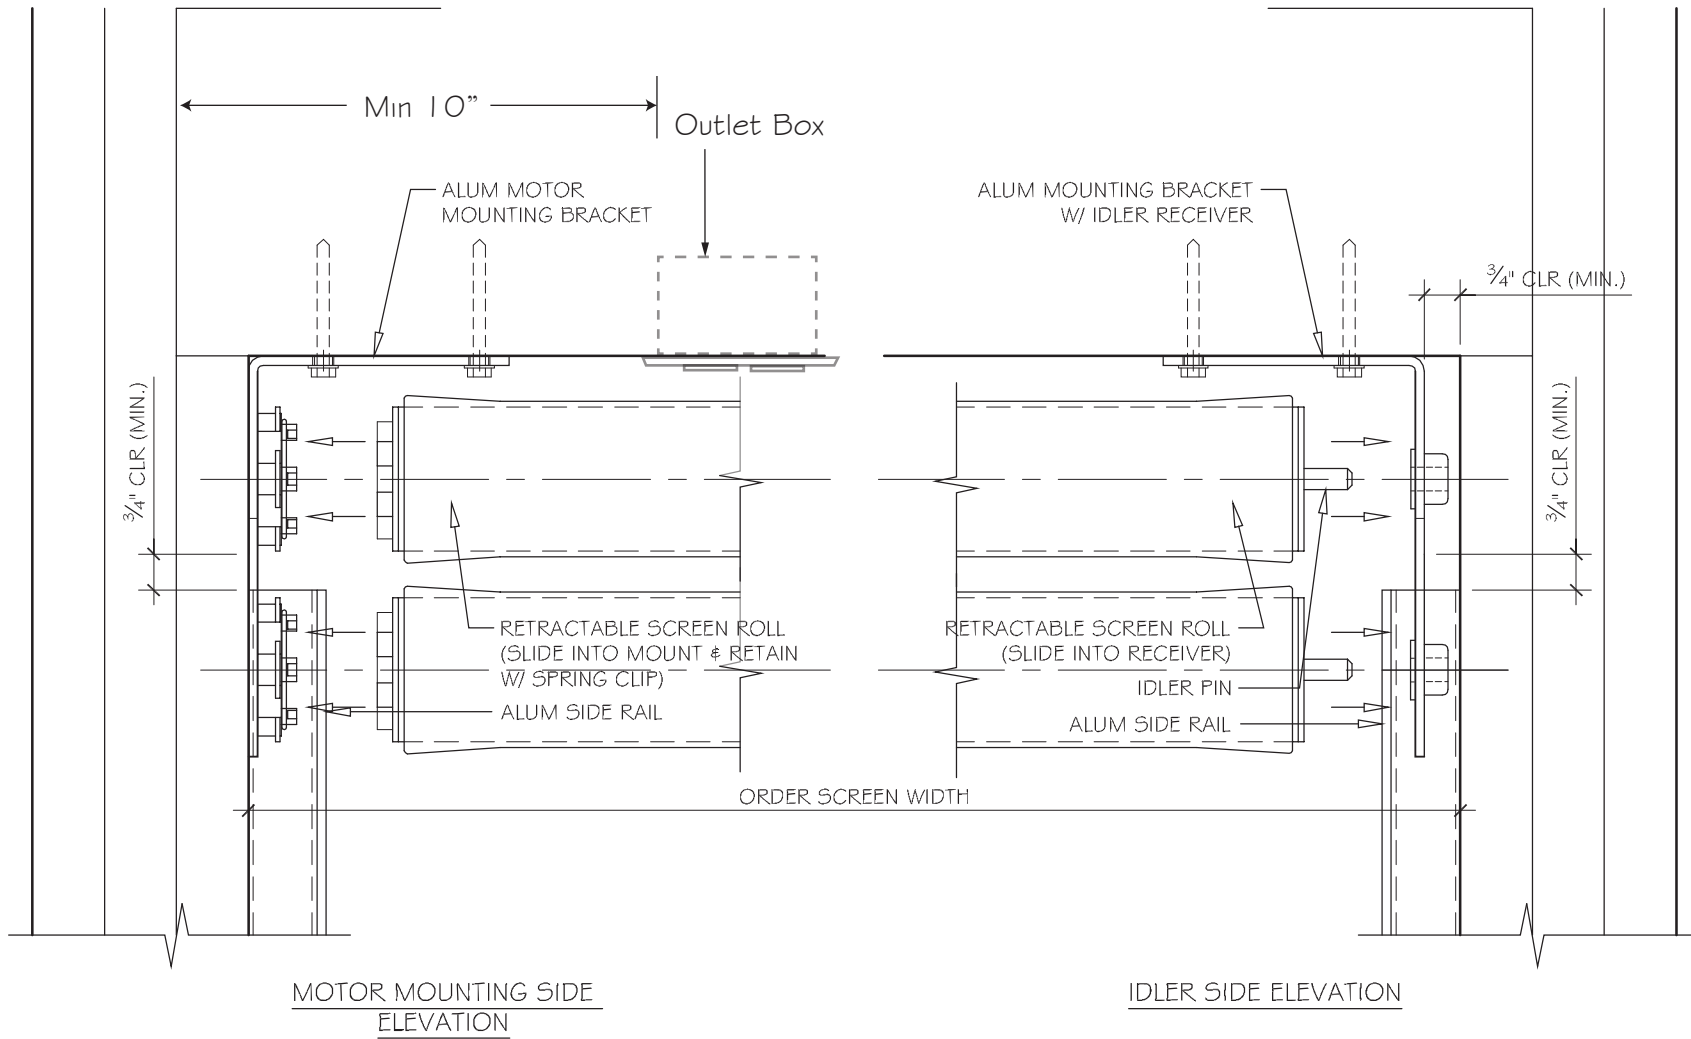 Min 10”
Outlet Box
ALUM MOTOR
MOUNTING BRACKET
ALUM MOUNTING BRACKET
W/ IDLER RECEIVER
3/4" CLR (MIN.)
3/4" CLR (MIN.)
3/4" CLR (MIN.)
RETRACTABLE SCREEN ROLL
(SLIDE INTO MOUNT & RETAIN
W/ SPRING CLIP)
ALUM SIDE RAIL
RETRACTABLE SCREEN ROLL
(SLIDE INTO RECEIVER)
IDLER PIN
ALUM SIDE RAIL
ORDER SCREEN WIDTH
MOTOR MOUNTING SIDE
ELEVATION
IDLER SIDE ELEVATION